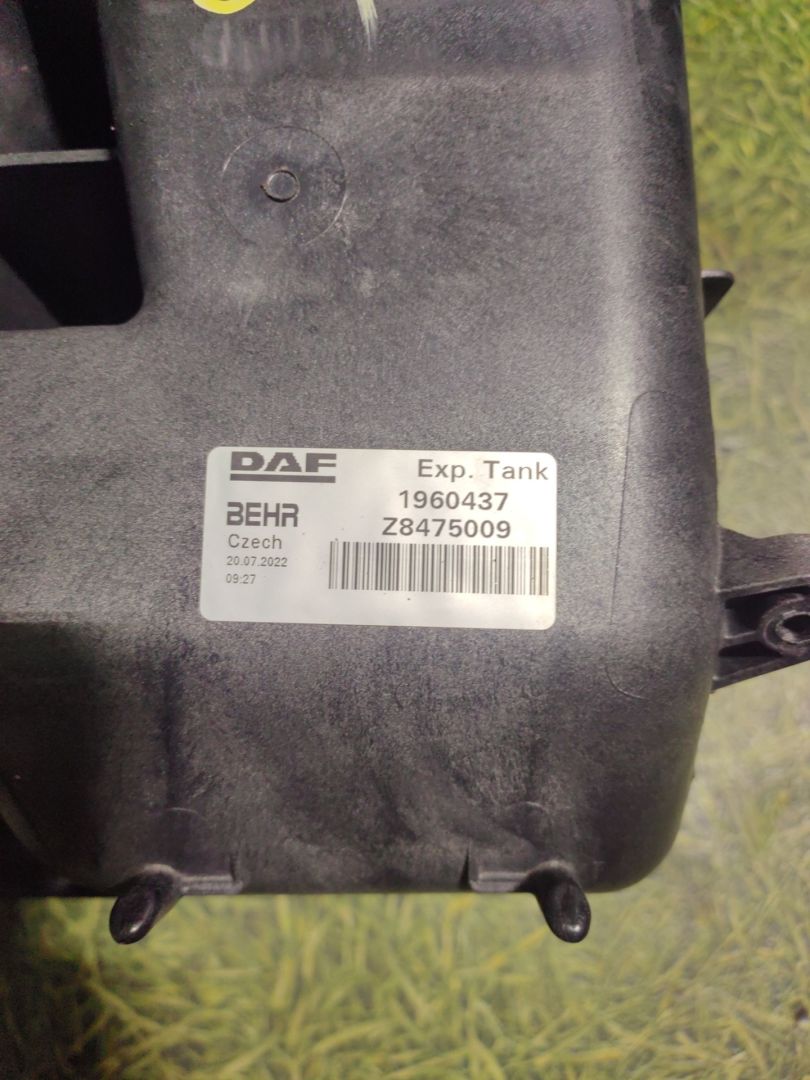 DAF Exp. Tank
1960437
BEHR Z8475009
Czech
20.07.2022
09:27